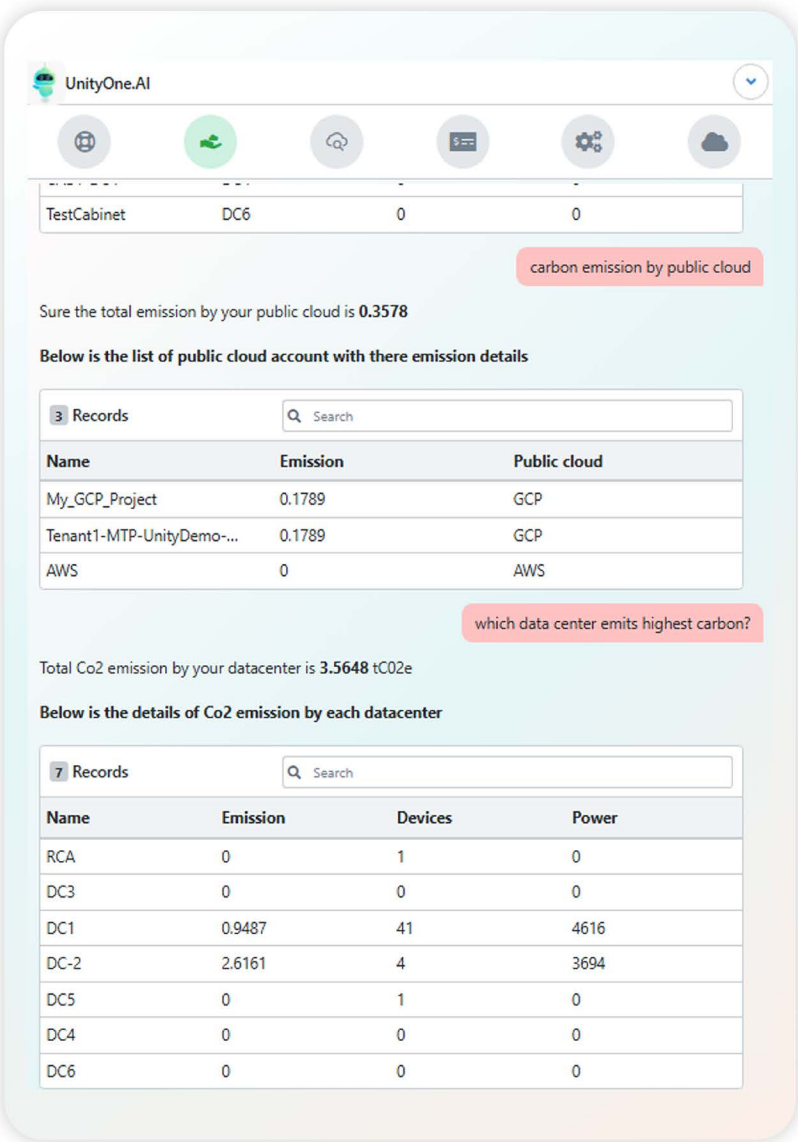 UnityOne.AI
TestCabinet DC6 0 0
carbon emission by public cloud
Sure the total emission by your public cloud is 0.3578
Below is the list of public cloud account with there emission details
3 Records Search
Name Emission Public cloud
My_GCP_Project 0.1789 GCP
Tenant1-MTP-UnityDemo-... 0.1789 GCP
AWS 0 AWS
which data center emits highest carbon?
Total Co2 emission by your datacenter is 3.5648 tC02e
Below is the details of Co2 emission by each datacenter
7 Records Search
Name Emission Devices Power
RCA 0 1 0
DC3 0 0 0
DC1 0.9487 41 4616
DC-2 2.6161 4 3694
DC5 0 1 0
DC4 0 0 0
DC6 0 0 0